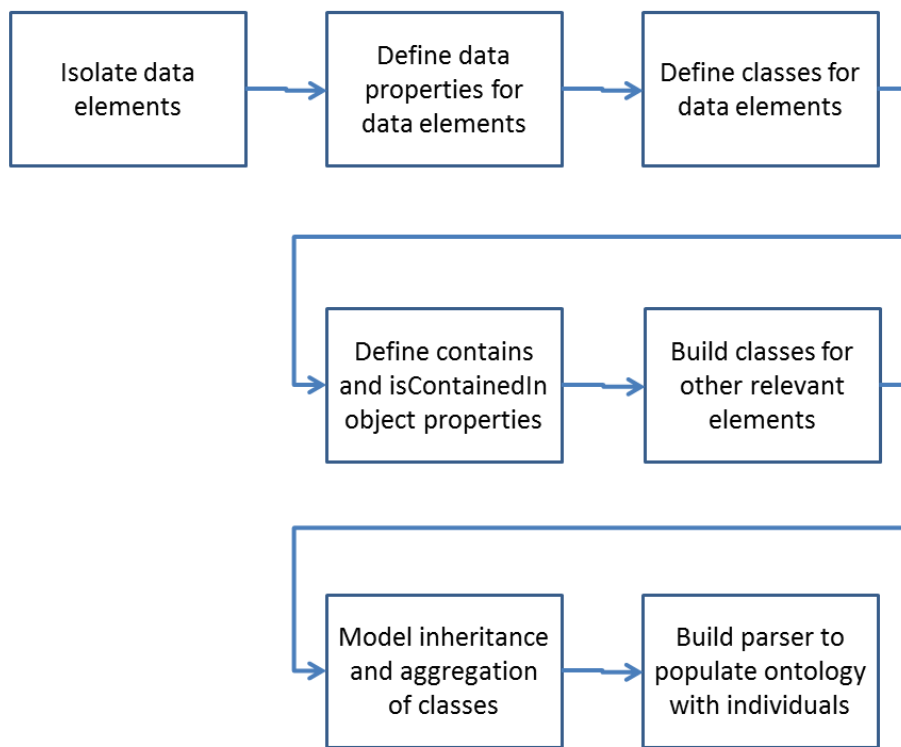 Isolate data
elements
Define data
properties for
data elements
Define classes for
data elements
Define contains
and isContainedIn
object properties
Build classes for
other relevant
elements
Model inheritance
and aggregation
of classes
Build parser to
populate ontology
with individuals